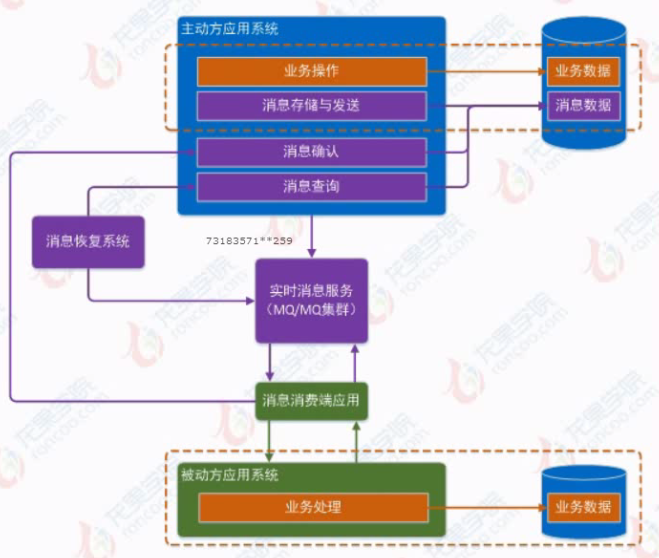 主动方应用系统
业务操作
业务数据
消息存储与发送
消息数据
消息确认
消息查询
消息恢复系统
73183571**259
实时消息服务
（MQ/MQ集群）
消息消费端应用
被动方应用系统
业务处理
业务数据
龙果学院
roncoo.com